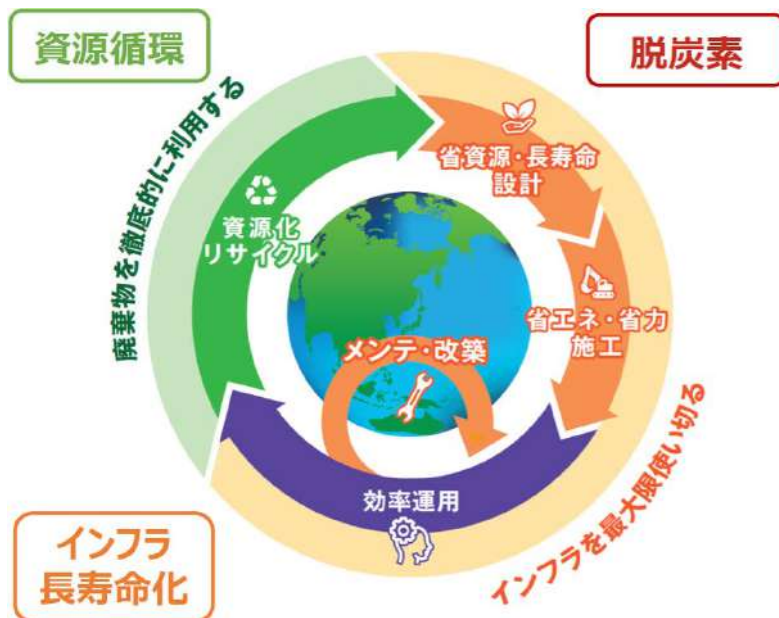 資源循環
脱炭素
廃棄物を徹底的に利用する
省資源・長寿命
設計
資源化
リサイクル
省エネ・省力
施工
メンテ・改築
効率運用
インフラを最大限使い切る
インフラ
長寿命化